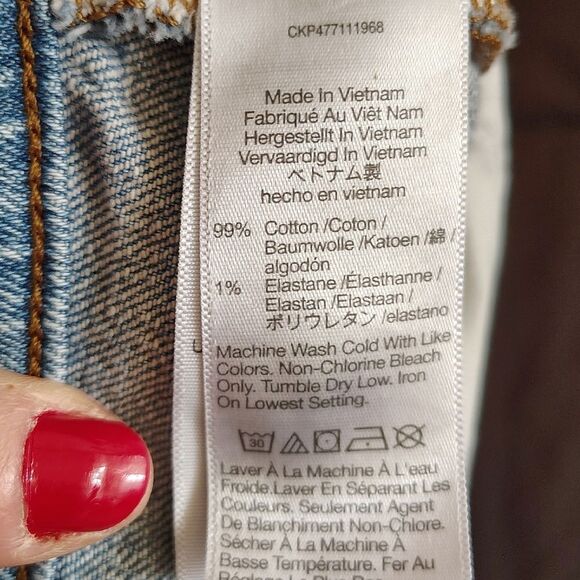 CKP477111968
Made In Vietnam
Fabriqué Au Viêt Nam
Hergestellt In Vietnam
Vervaardigd In Vietnam
ベトナム製
hecho en vietnam
99% Cotton /Coton /
Baumwolle /Katoen /綿 /
algodón
1% Elastane /Élasthanne /
Elastan /Elastaan /
ポリウレタン /elastano
Machine Wash Cold With Like
Colors. Non-Chlorine Bleach
Only. Tumble Dry Low. Iron
On Lowest Setting.
30
Laver À La Machine À L'eau
Froide.Laver En Séparant Les
Couleurs. Seulement Agent
De Blanchiment Non-Chlore.
Sécher À La Machine À
Basse Température. Fer Au